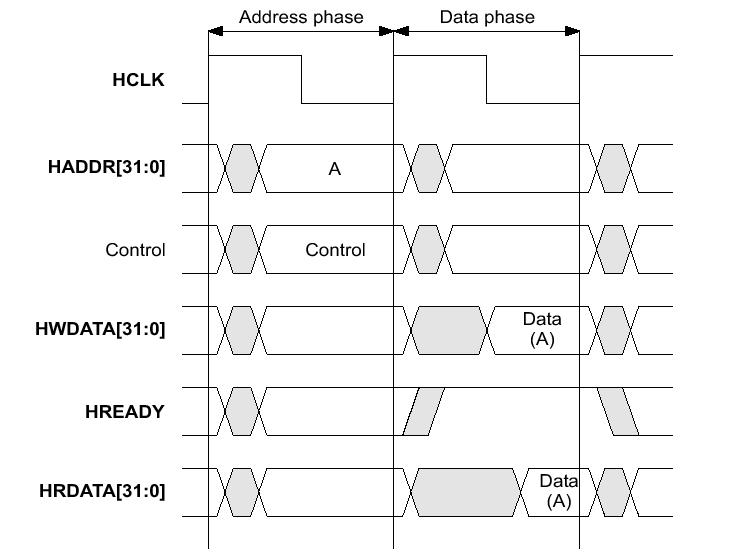 Address phase
Data phase
HCLK
HADDR[31:0]
A
Control
Control
HWDATA[31:0]
Data
(A)
HREADY
HRDATA[31:0]
Data
(A)